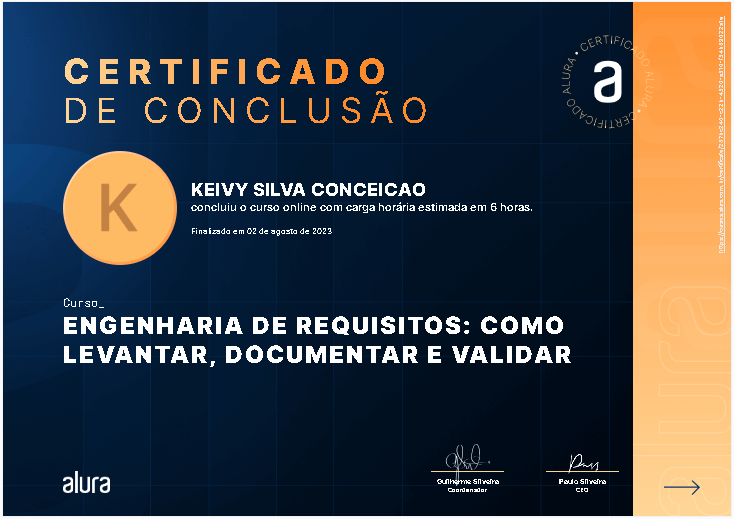 CERTIFICADO
DE CONCLUSÃO
CERTIFICADO ALURA • CERTIFICADO ALURA •
a
K
KEIVY SILVA CONCEICAO
concluiu o curso online com carga horária estimada em 6 horas.
Finalizado em 02 de agosto de 2023
Curso_
ENGENHARIA DE REQUISITOS: COMO
LEVANTAR, DOCUMENTAR E VALIDAR
alura
Guilherme Silveira
Coordenador
Paulo Silveira
CEO
alura